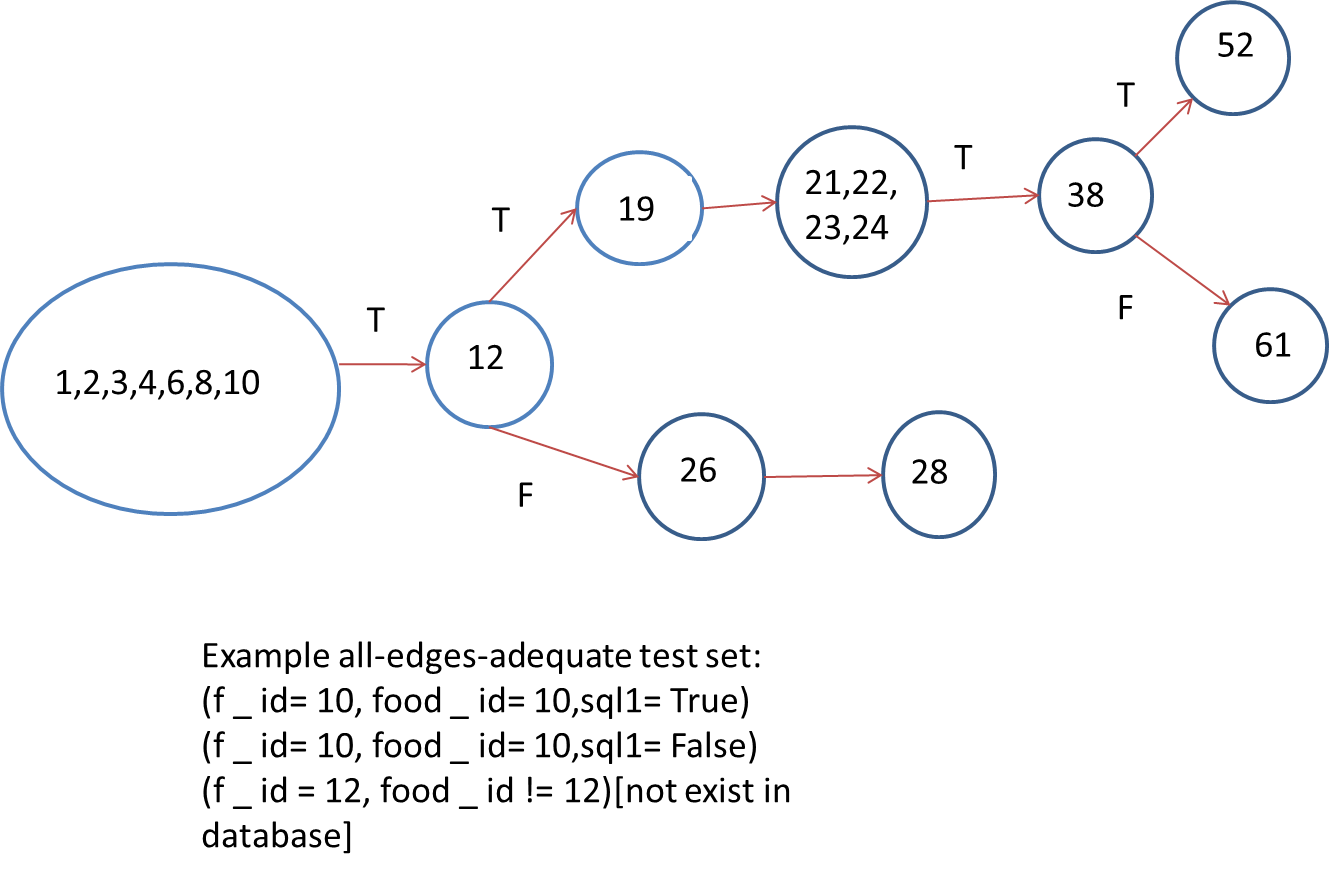 52
T
T
21,22,
23,24
38
19
T
F
T
12
61
1,2,3,4,6,8,10
26
28
F
Example all-edges-adequate test set:
(f _ id= 10, food _ id= 10,sql1= True)
(f _ id= 10, food _ id= 10,sql1= False)
(f _ id = 12, food _ id != 12)[not exist in
database]